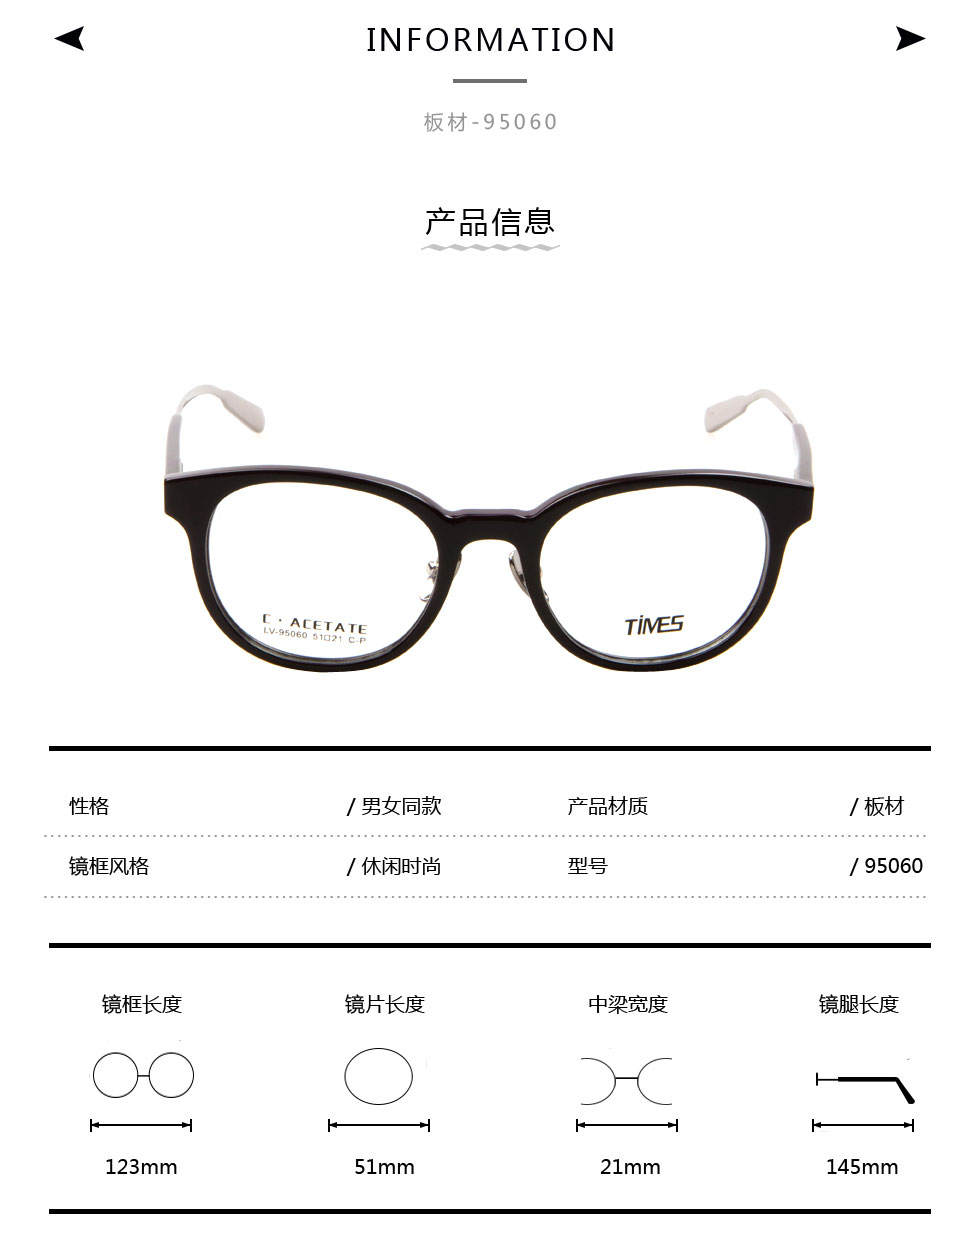 INFORMATION
板材-95060
产品信息
C · ACETATE
LV-95060 51□21 C-P
TiMES
性格 / 男女同款 产品材质 / 板材
镜框风格 / 休闲时尚 型号 / 95060
镜框长度 镜片长度 中梁宽度 镜腿长度
123mm 51mm 21mm 145mm